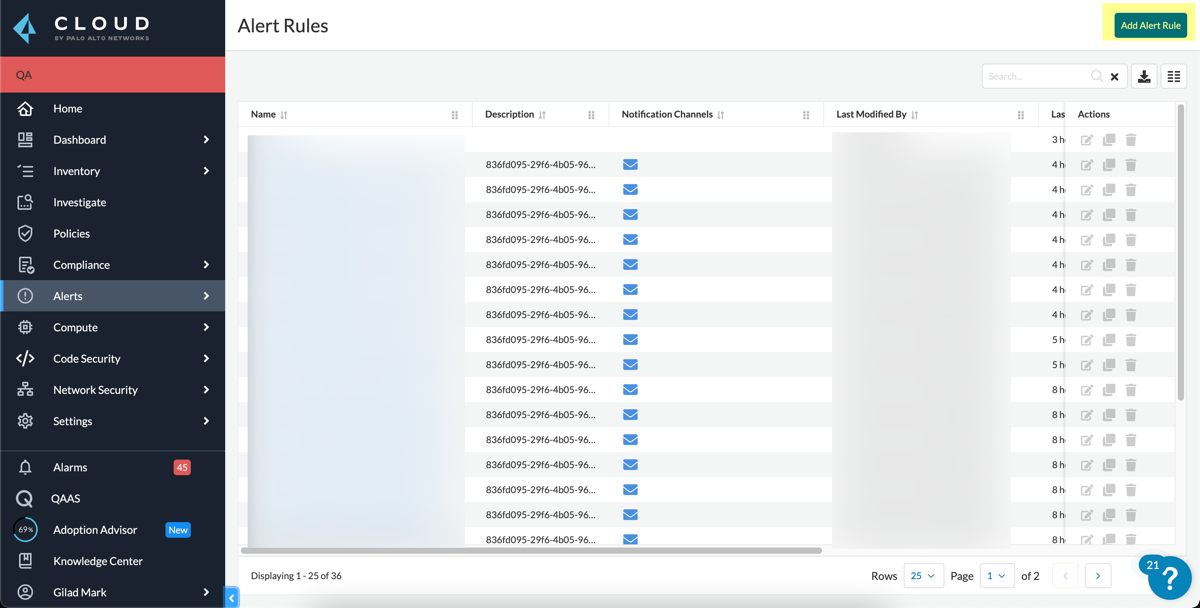 CLOUD
BY PALO ALTO NETWORKS
QA
Home
Dashboard
Inventory
Investigate
Policies
Compliance
Alerts
Compute
Code Security
Network Security
Settings
Alarms 45
QAAS
69% Adoption Advisor New
Knowledge Center
Gilad Mark
Alert Rules
Add Alert Rule
Search...
Name Description Notification Channels Last Modified By Las Actions
3 h
836fd095-29f6-4b05-96... 4 h
836fd095-29f6-4b05-96... 4 h
836fd095-29f6-4b05-96... 4 h
836fd095-29f6-4b05-96... 4 h
836fd095-29f6-4b05-96... 4 h
836fd095-29f6-4b05-96... 4 h
836fd095-29f6-4b05-96... 4 h
836fd095-29f6-4b05-96... 5 h
836fd095-29f6-4b05-96... 5 h
836fd095-29f6-4b05-96... 8 h
836fd095-29f6-4b05-96... 8 h
836fd095-29f6-4b05-96... 8 h
836fd095-29f6-4b05-96... 8 h
836fd095-29f6-4b05-96... 8 h
836fd095-29f6-4b05-96... 8 h
836fd095-29f6-4b05-96... 8 h
Displaying 1 - 25 of 36 Rows 25 Page 1 of 2
21
?